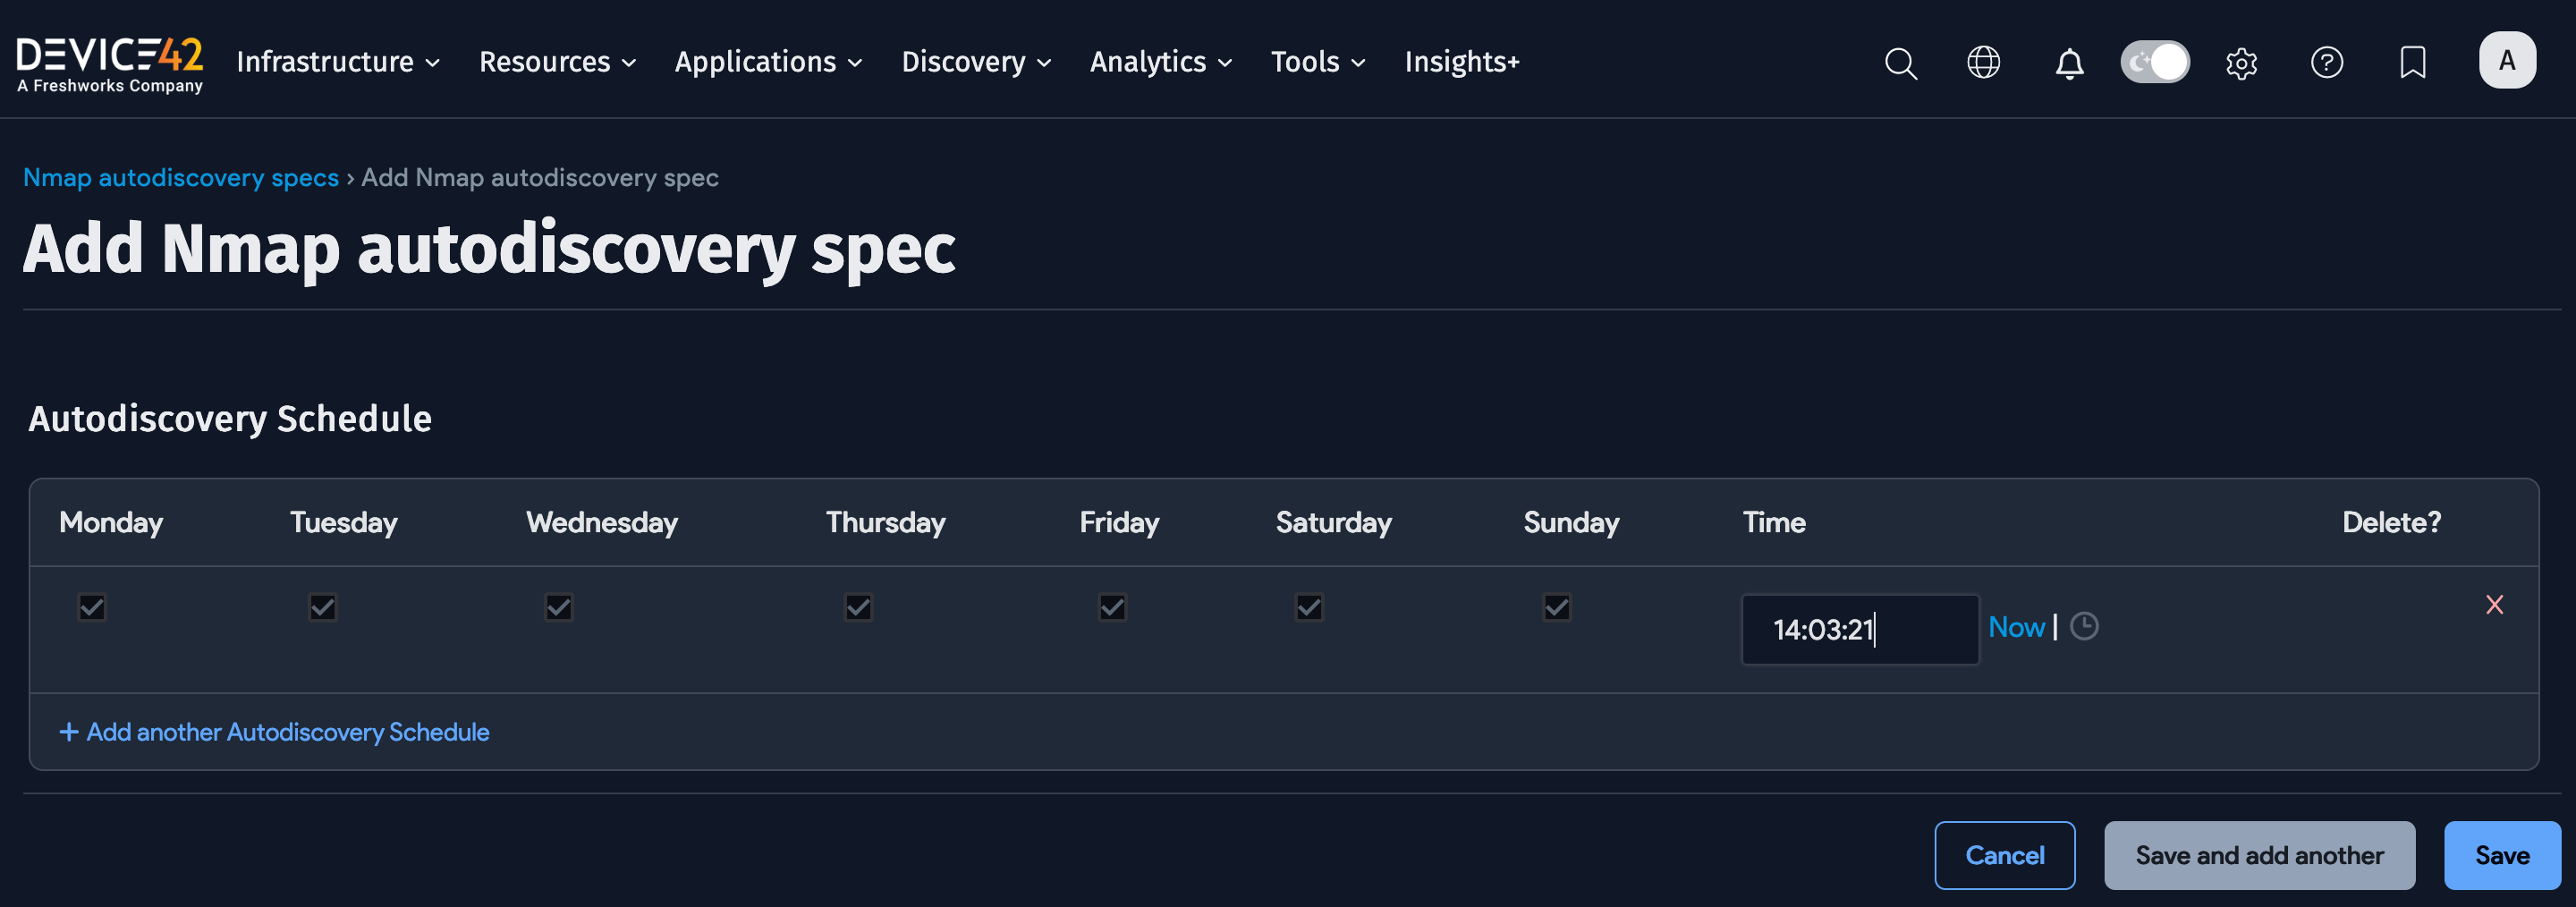 DEVICE42
A Freshworks Company
Infrastructure Resources Applications Discovery Analytics Tools Insights+
A
Nmap autodiscovery specs › Add Nmap autodiscovery spec
Add Nmap autodiscovery spec
Autodiscovery Schedule
Monday Tuesday Wednesday Thursday Friday Saturday Sunday Time Delete?
14:03:21 Now |
+ Add another Autodiscovery Schedule
Cancel Save and add another Save